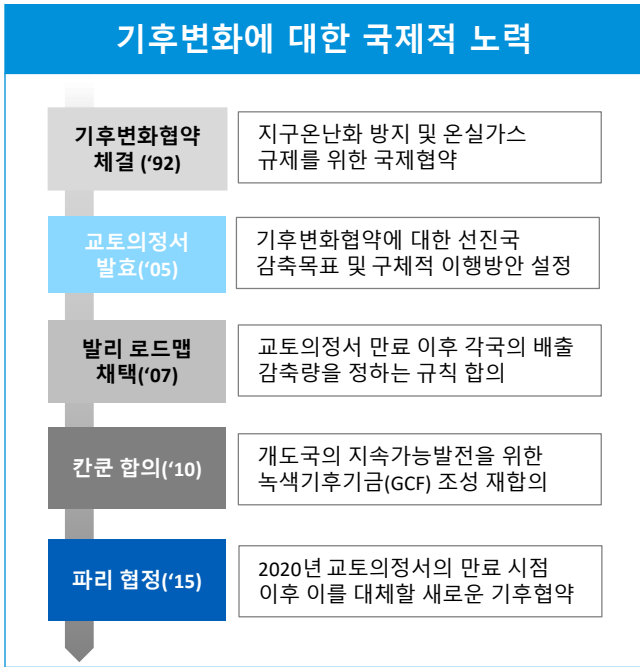 기후변화에 대한 국제적 노력
기후변화협약
체결 (‘92)
지구온난화 방지 및 온실가스
규제를 위한 국제협약
교토의정서
발효(‘05)
기후변화협약에 대한 선진국
감축목표 및 구체적 이행방안 설정
발리 로드맵
채택(‘07)
교토의정서 만료 이후 각국의 배출
감축량을 정하는 규칙 합의
칸쿤 합의(‘10)
개도국의 지속가능발전을 위한
녹색기후기금(GCF) 조성 재합의
파리 협정(‘15)
2020년 교토의정서의 만료 시점
이후 이를 대체할 새로운 기후협약